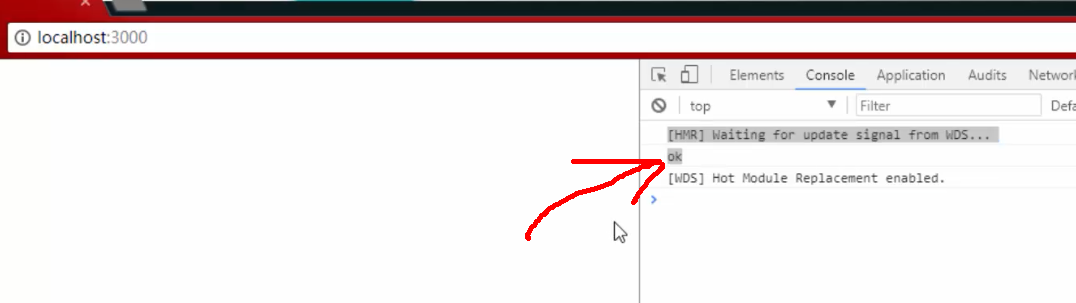 localhost:3000
Elements Console Application Audits Network
top Filter Defa
[HMR] Waiting for update signal from WDS...
ok
[WDS] Hot Module Replacement enabled.